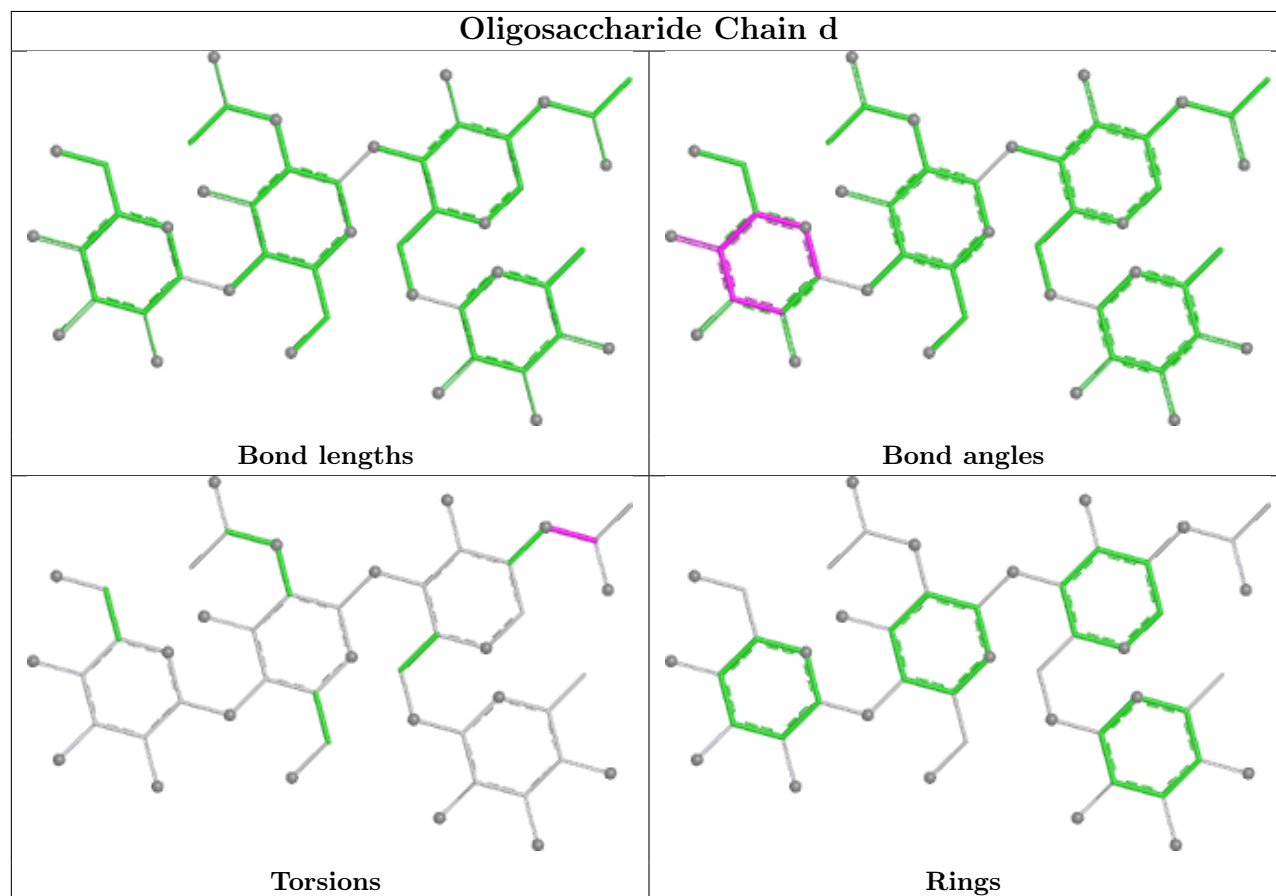 Oligosaccharide Chain d
Bond lengths
Bond angles
Torsions
Rings